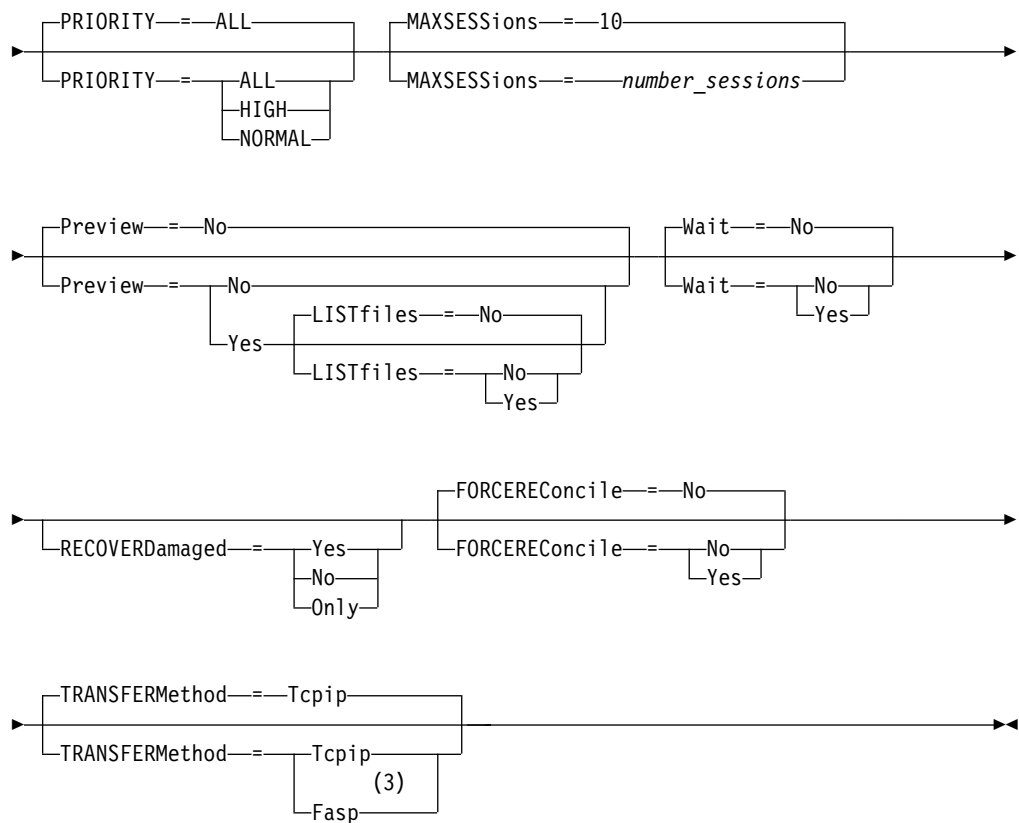 PRIORITY = ALL MAXSESSions = 10
PRIORITY = ALL MAXSESSions = number_sessions
HIGH
NORMAL
Preview = No Wait = No
Preview = No Wait = No
LISTfiles = No Yes
Yes
LISTfiles = No
Yes
FORCEREConcile = No
RECOVERDamaged = Yes FORCEREConcile = No
No Yes
Only
TRANSFERMethod = Tcpip
TRANSFERMethod = Tcpip
(3)
Fasp